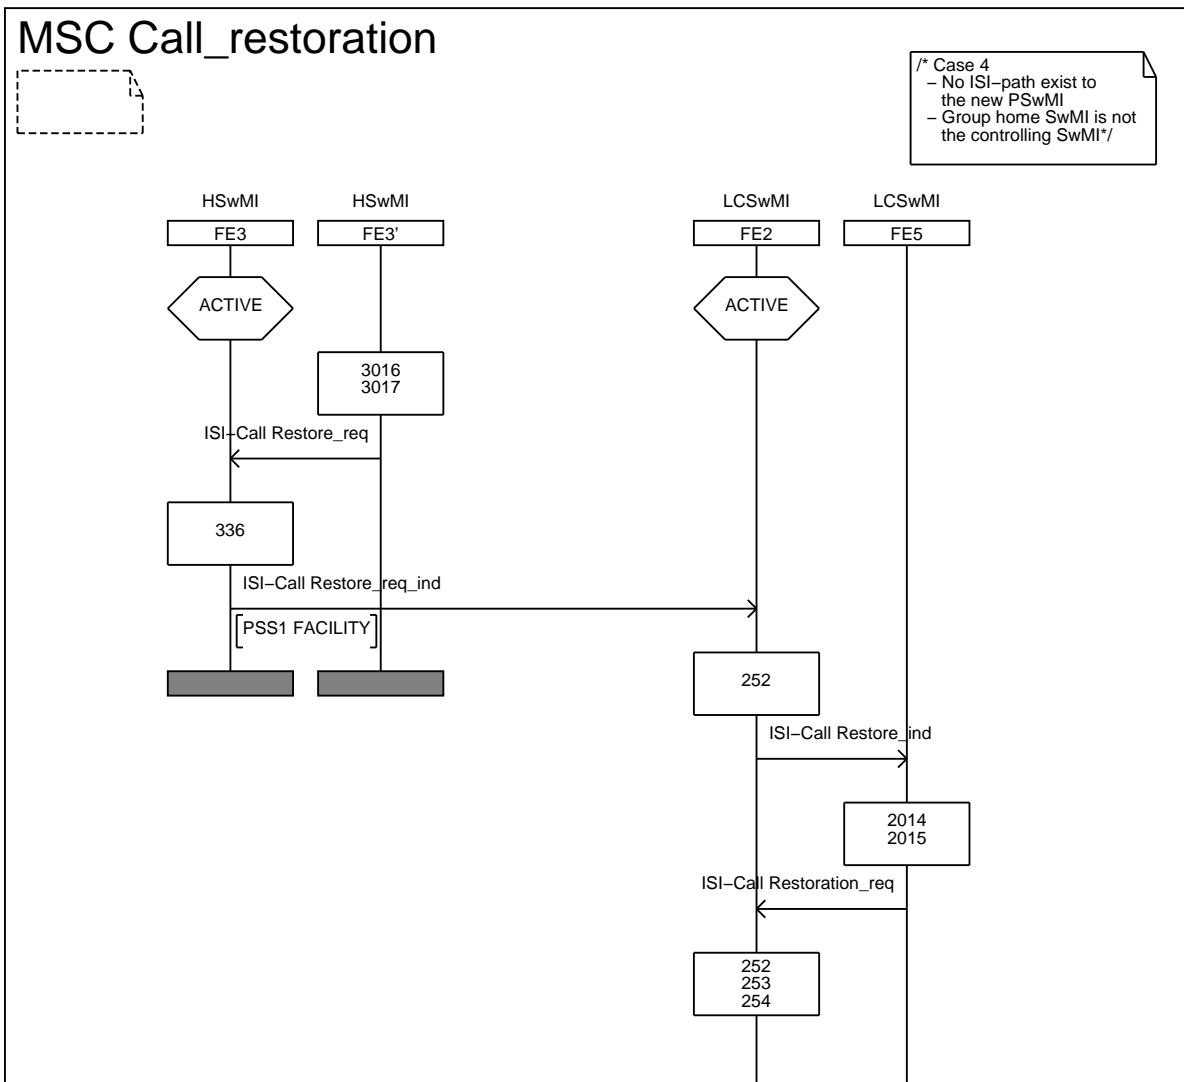 MSC Call_restoration
/* Case 4
– No ISI–path exist to
the new PSwMI
– Group home SwMI is not
the controlling SwMI*/
HSwMI
HSwMI
LCSwMI
LCSwMI
FE3
FE3'
FE2
FE5
ACTIVE
ACTIVE
3016
3017
ISI–Call Restore_req
336
ISI–Call Restore_req_ind
PSS1 FACILITY
252
ISI–Call Restore_ind
2014
2015
ISI–Call Restoration_req
252
253
254